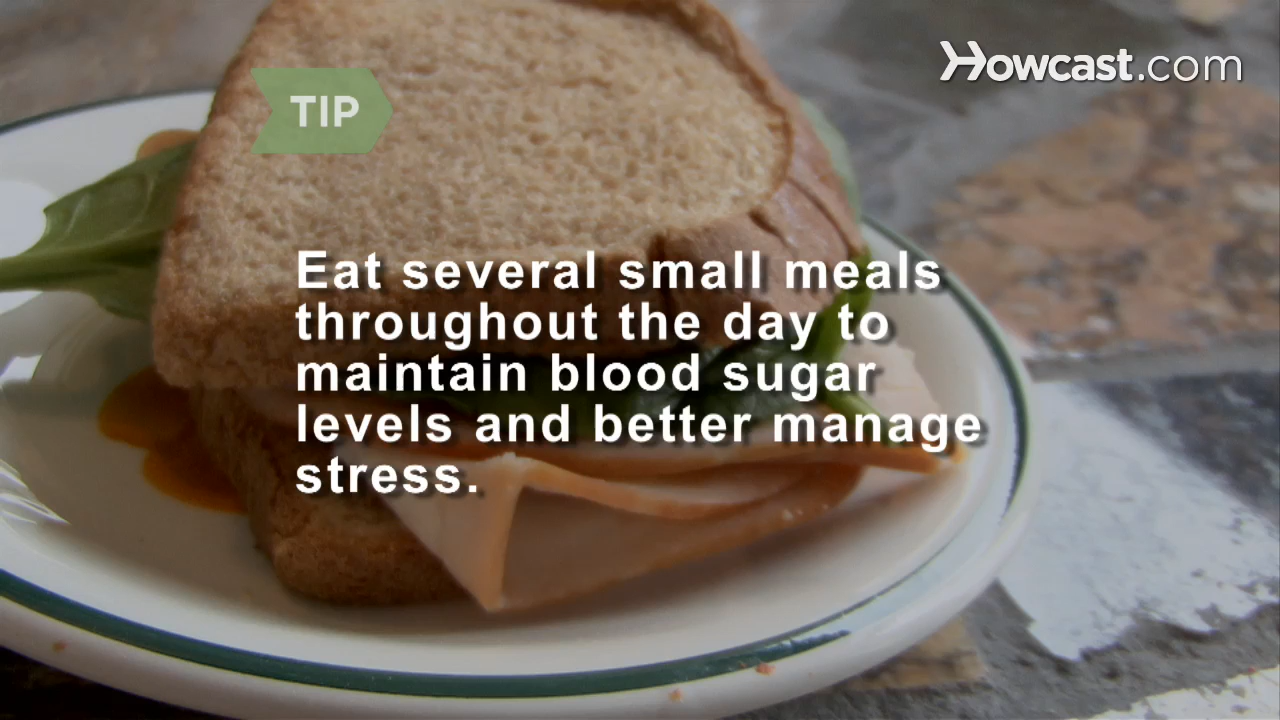 Howcast.com
TIP
Eat several small meals
throughout the day to
maintain blood sugar
levels and better manage
stress.